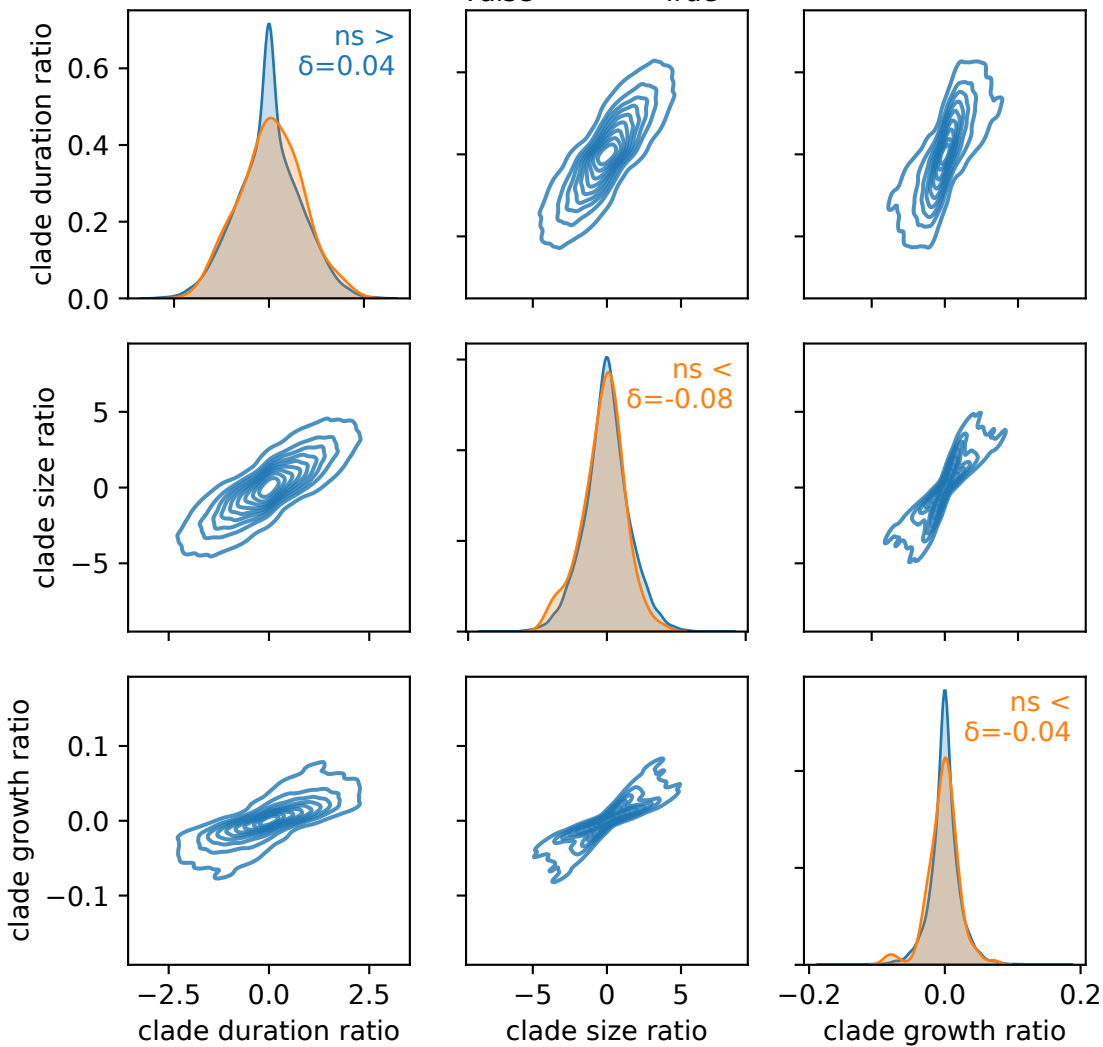 clade duration ratio
0.6
0.4
0.2
0.0
ns >
δ=0.04
clade size ratio
5
0
−5
ns <
δ=-0.08
clade growth ratio
0.1
0.0
−0.1
ns <
δ=-0.04
−2.5 0.0 2.5
clade duration ratio
−5 0 5
clade size ratio
−0.2 0.0 0.2
clade growth ratio